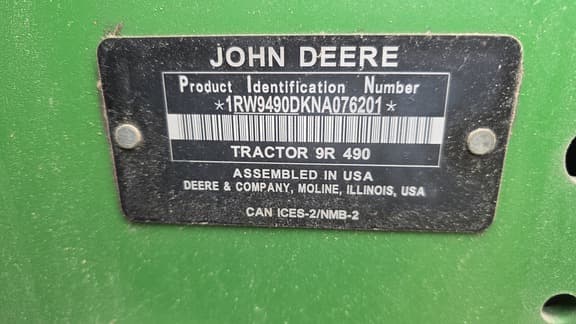 JOHN DEERE
Product Identification Number
*1RW9490DKNA076201*
TRACTOR 9R 490
ASSEMBLED IN USA
DEERE & COMPANY, MOLINE, ILLINOIS, USA
CAN ICES-2/NMB-2